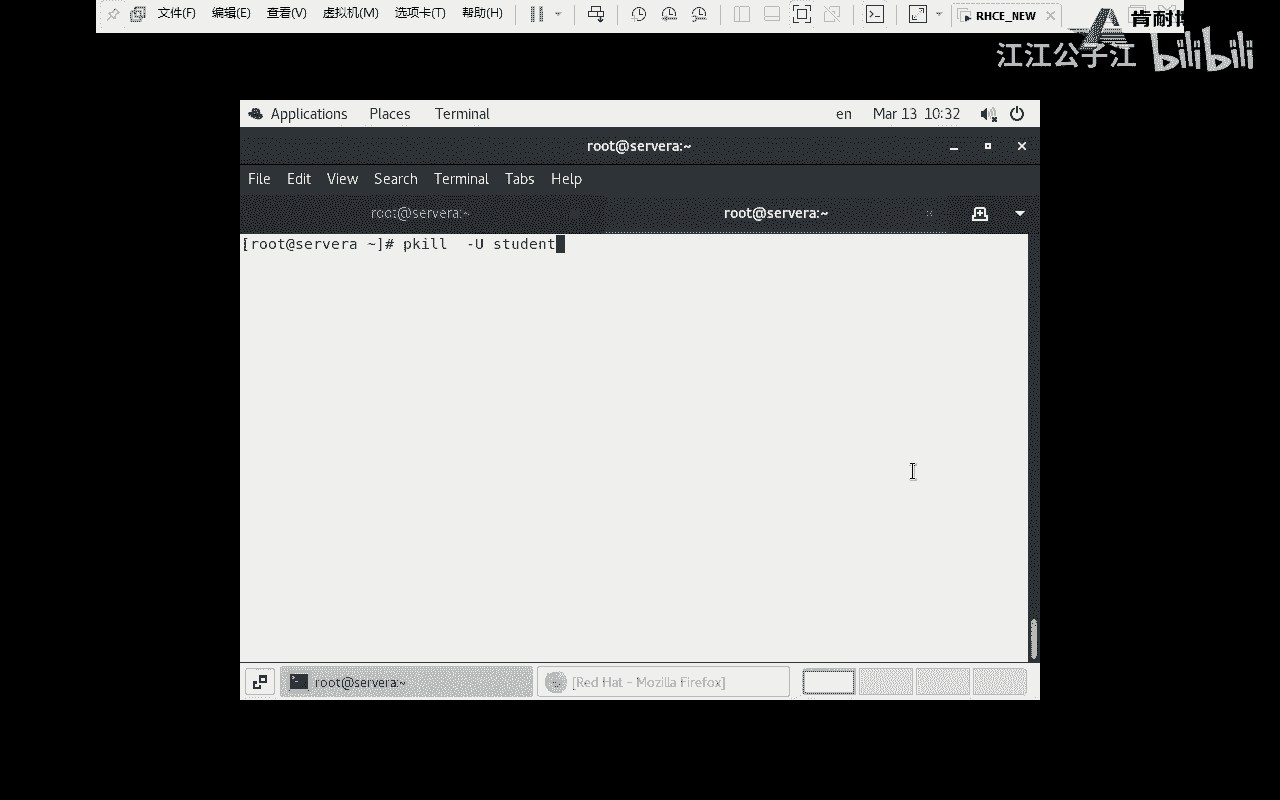 文件(F) 编辑(E) 查看(V) 虚拟机(M) 选项卡(T) 帮助(H) RHCE_NEW
肯耐博
江江公子江 bilibili
Applications Places Terminal en Mar 13 10:32
root@servera:~
File Edit View Search Terminal Tabs Help
root@servera:~ root@servera:~
[root@servera ~]# pkill  -U student
root@servera:~ [Red Hat - Mozilla Firefox]